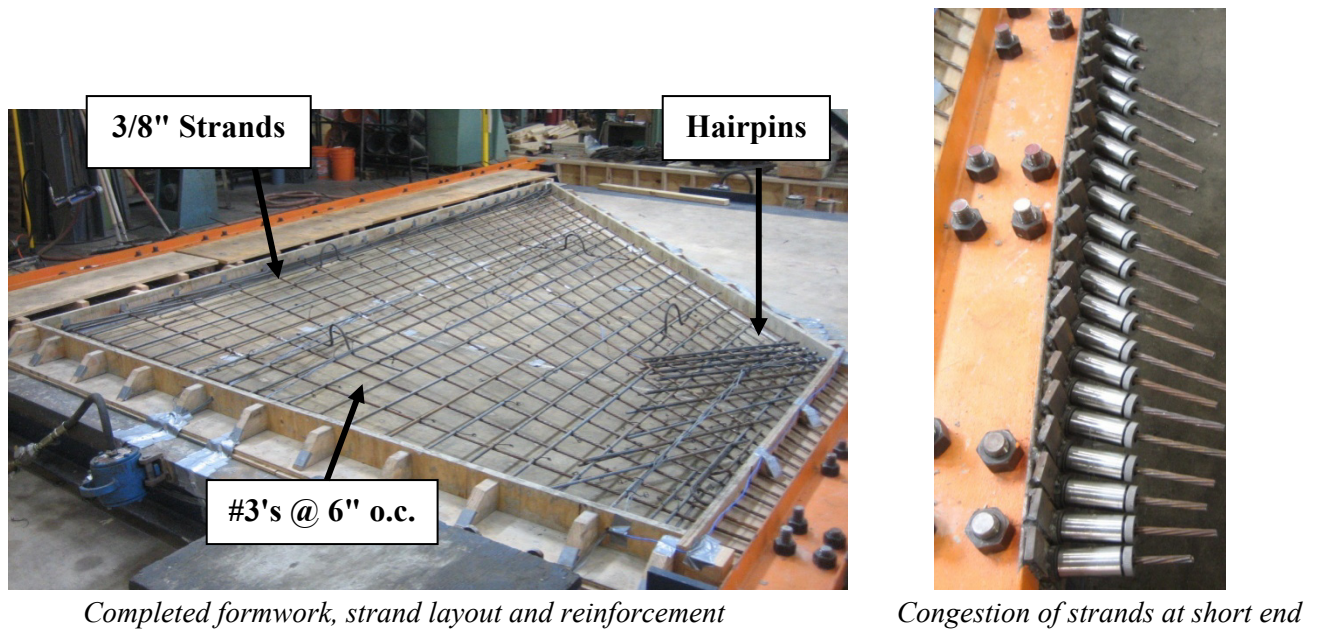 3/8" Strands
Hairpins
#3's @ 6" o.c.
Completed formwork, strand layout and reinforcement
Congestion of strands at short end